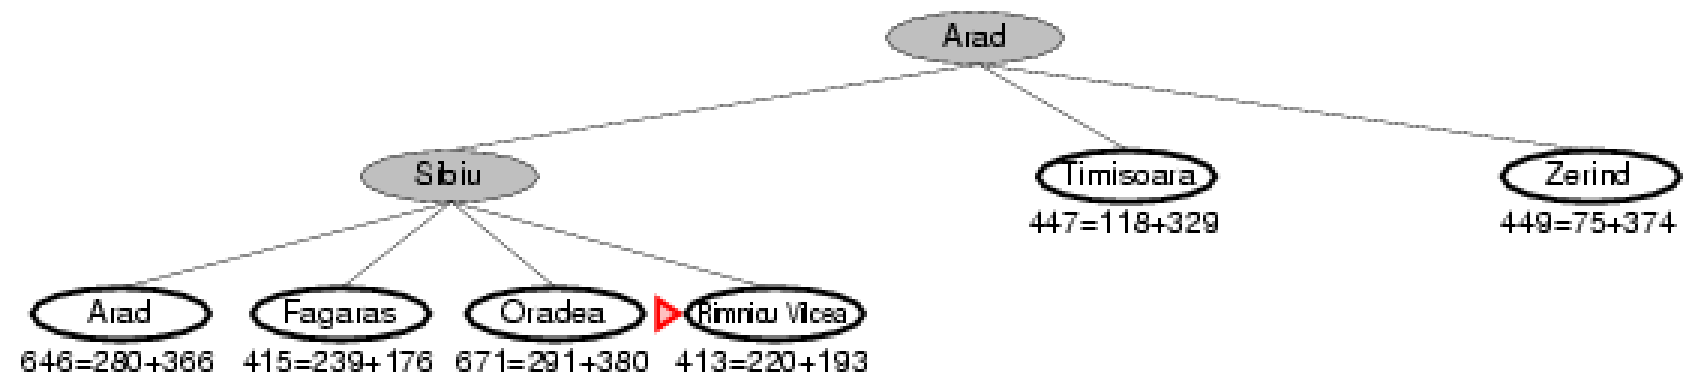 Arad
Sibiu Timisoara Zerind
447=118+329 449=75+374
Arad Fagaras Oradea Rimnicu Vilcea
646=280+366 415=239+176 671=291+380 413=220+193